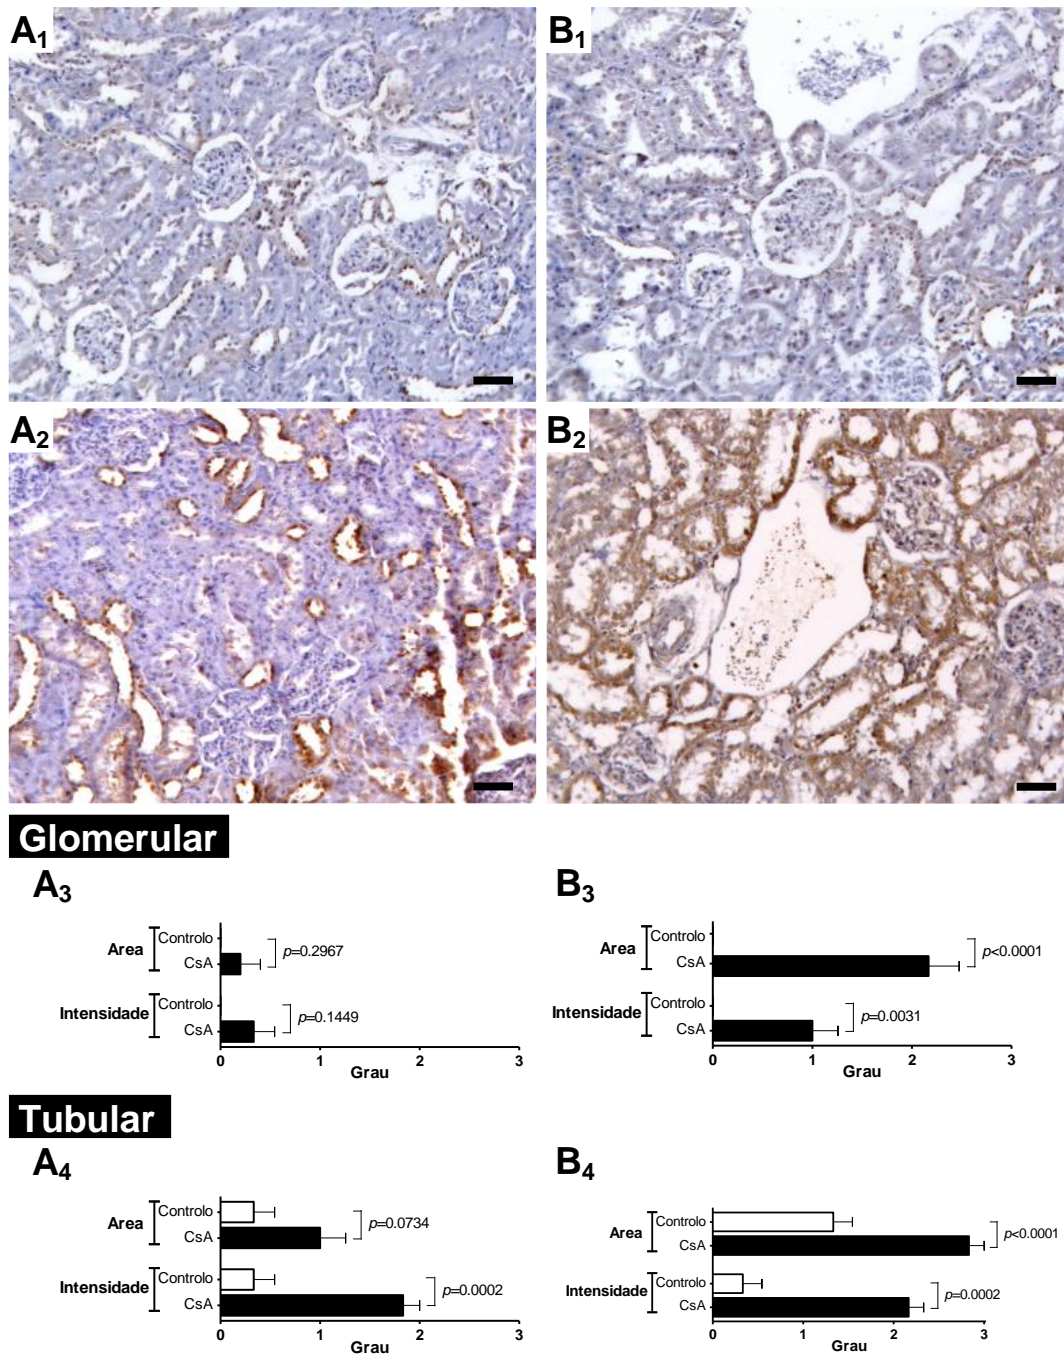 A1
B1
A2
B2
Glomerular
A3
B3
Area
Controlo
CsA
p=0.2967
Intensidade
Controlo
CsA
p=0.1449
0 1 2 3
Grau
Area
Controlo
CsA
p<0.0001
Intensidade
Controlo
CsA
p=0.0031
0 1 2 3
Grau
Tubular
A4
B4
Area
Controlo
CsA
p=0.0734
Intensidade
Controlo
CsA
p=0.0002
0 1 2 3
Grau
Area
Controlo
CsA
p<0.0001
Intensidade
Controlo
CsA
p=0.0002
0 1 2 3
Grau